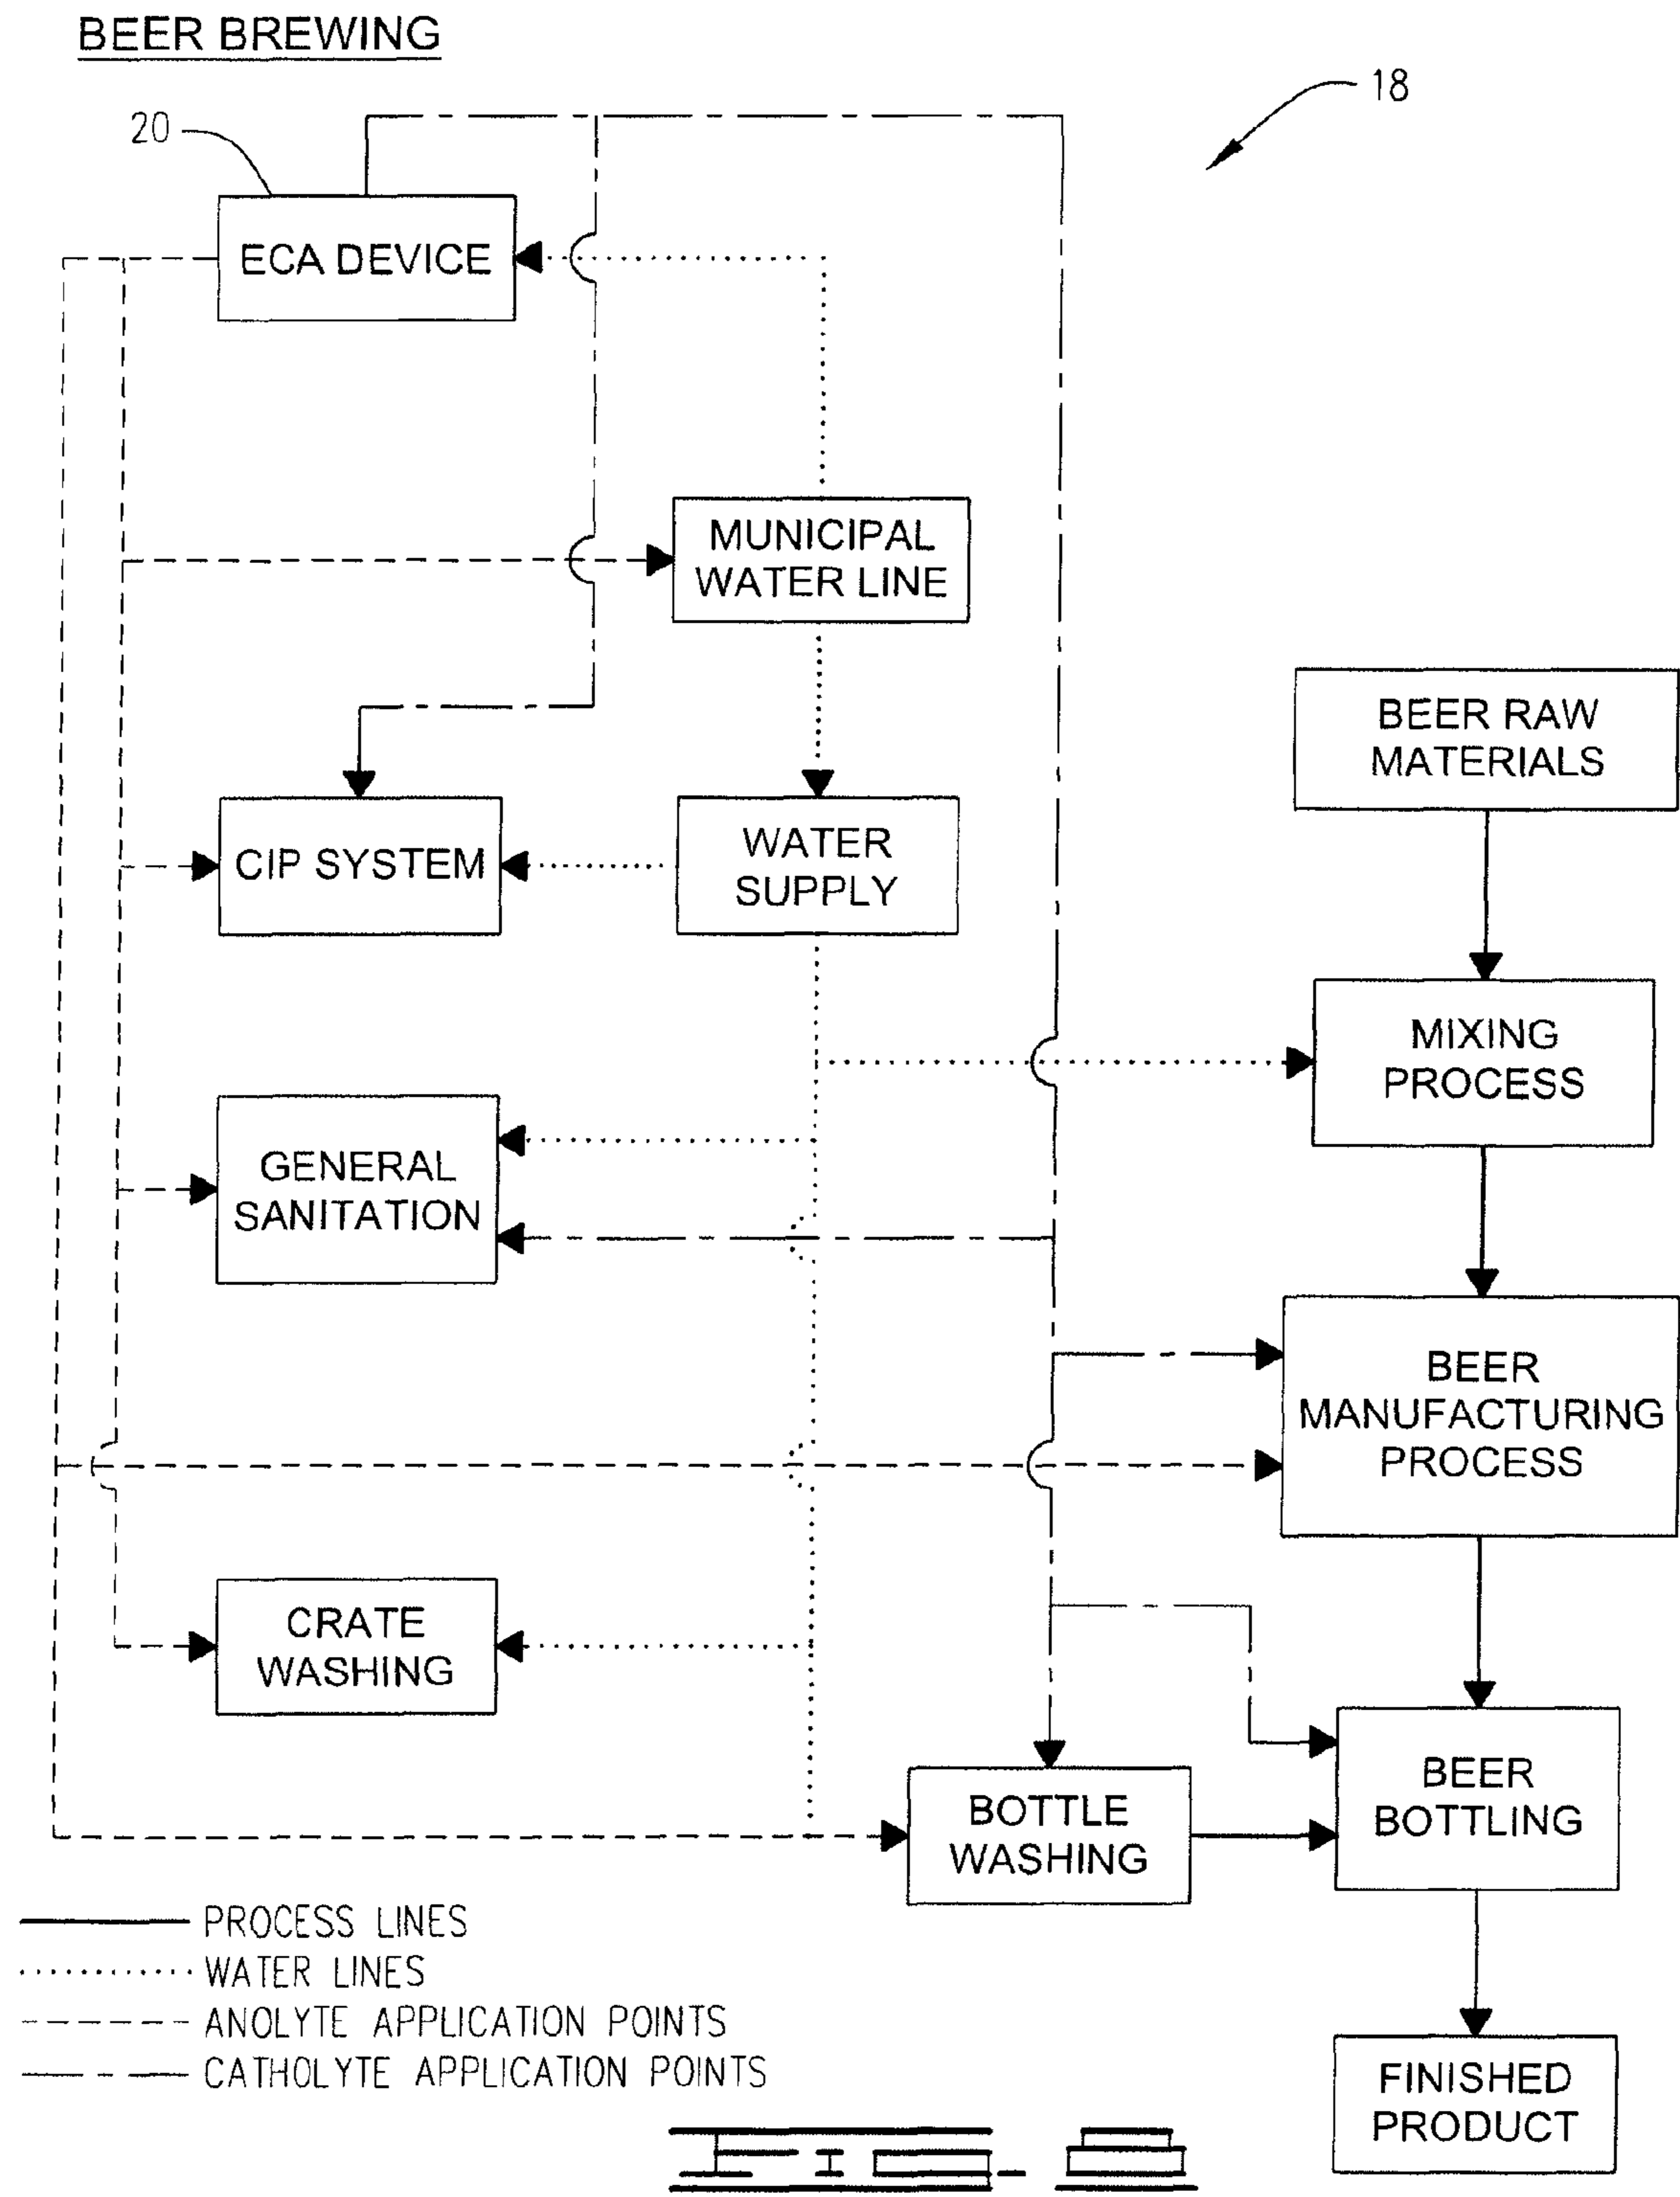 BEER BREWING
18
20
ECA DEVICE
MUNICIPAL
WATER LINE
BEER RAW
MATERIALS
CIP SYSTEM
WATER
SUPPLY
MIXING
PROCESS
GENERAL
SANITATION
BEER
MANUFACTURING
PROCESS
CRATE
WASHING
BOTTLE
WASHING
BEER
BOTTLING
PROCESS LINES
WATER LINES
ANOLYTE APPLICATION POINTS
CATHOLYTE APPLICATION POINTS
FINISHED
PRODUCT